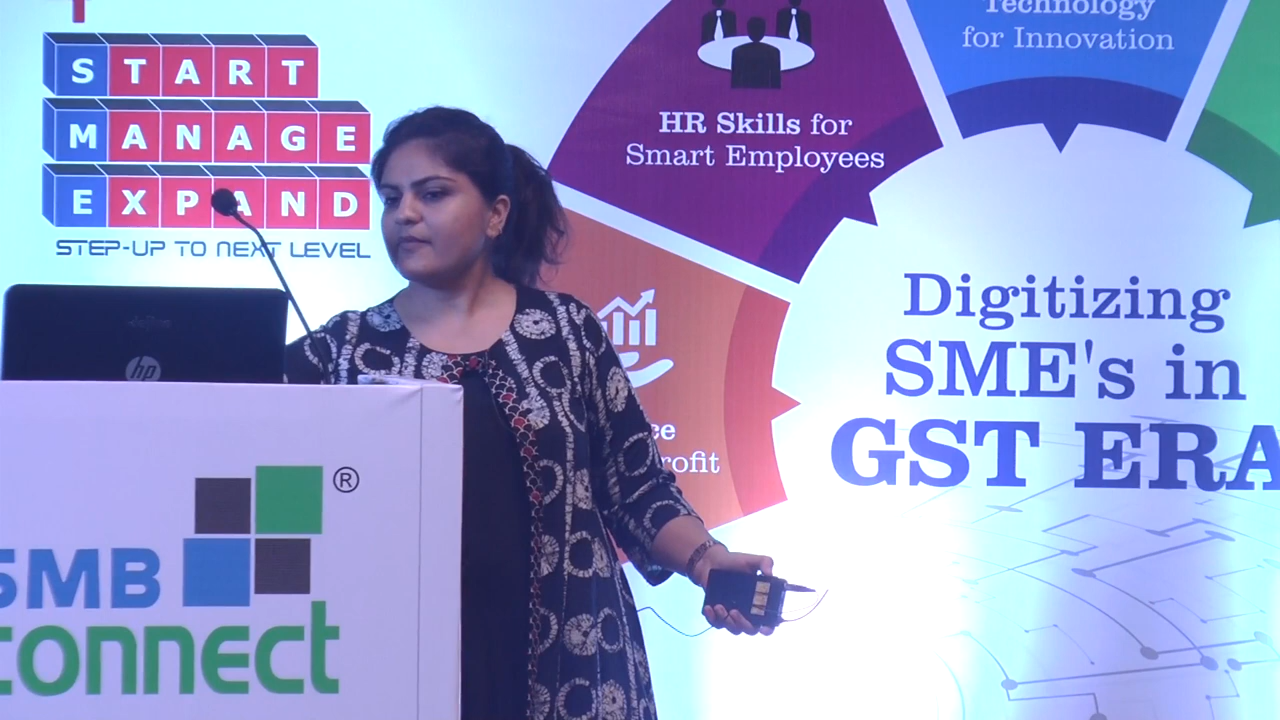 START
MANAGE
EXPAND
STEP-UP TO NEXT LEVEL
HR Skills for
Smart Employees
Technology
for Innovation
Digitizing
SME's in
GST ERA
hp
SMB
connect
®